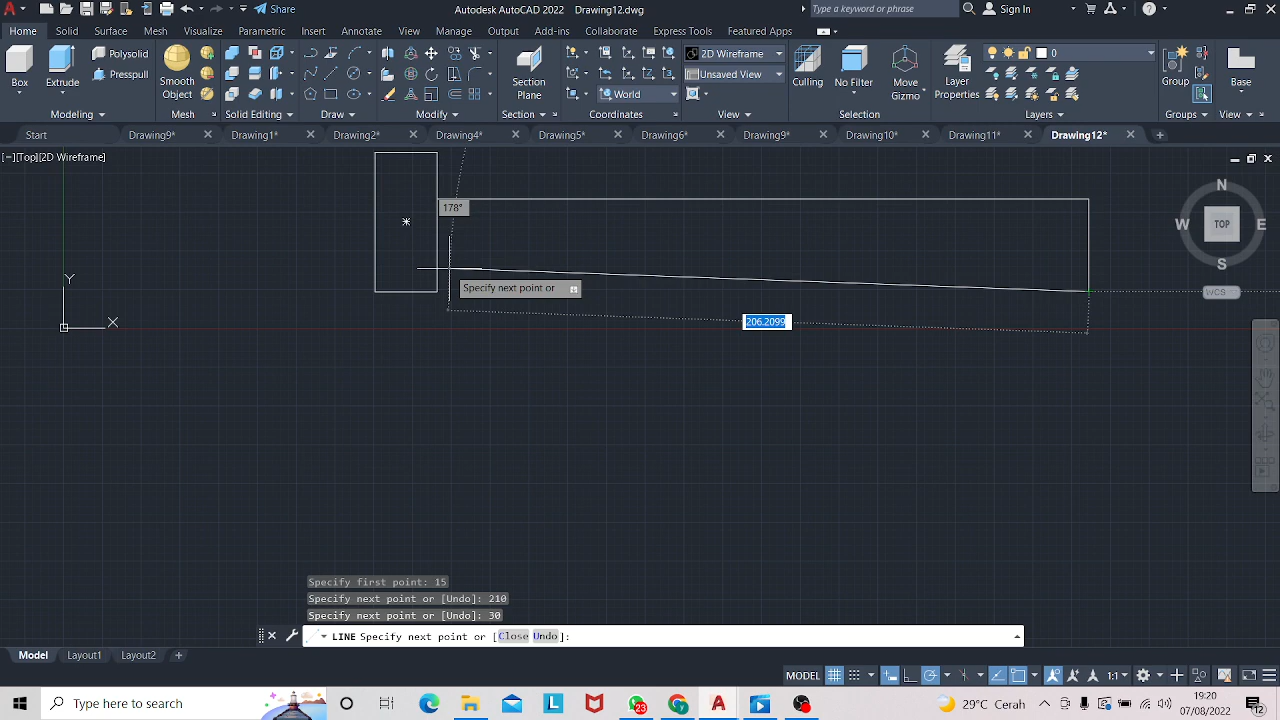 Share
Autodesk AutoCAD 2022 Drawing12.dwg
Type a keyword or phrase
Sign In
Home Solid Surface Mesh Visualize Parametric Insert Annotate View Manage Output Add-ins Collaborate Express Tools Featured Apps
Polysolid
Presspull
2D Wireframe
Unsaved View
World
0
Box Extrude
Smooth
Object
Section
Plane
Culling No Filter Move
Gizmo
Layer
Properties
Group Base
Modeling Mesh Solid Editing Draw Modify Section Coordinates View Selection Layers Groups View
Start Drawing9* Drawing1* Drawing2* Drawing4* Drawing5* Drawing6* Drawing9* Drawing10* Drawing11* Drawing12*
[−][Top][2D Wireframe]
N
W TOP E
S
WCS
178°
Specify next point or
206.2099
Y
X
Specify first point: 15
Specify next point or [Undo]: 210
Specify next point or [Undo]: 30
LINE Specify next point or [Close Undo]:
Model Layout1 Layout2
MODEL 1:1
Type here to search
23
29°C Cerah
19:20
07/08/2022
12